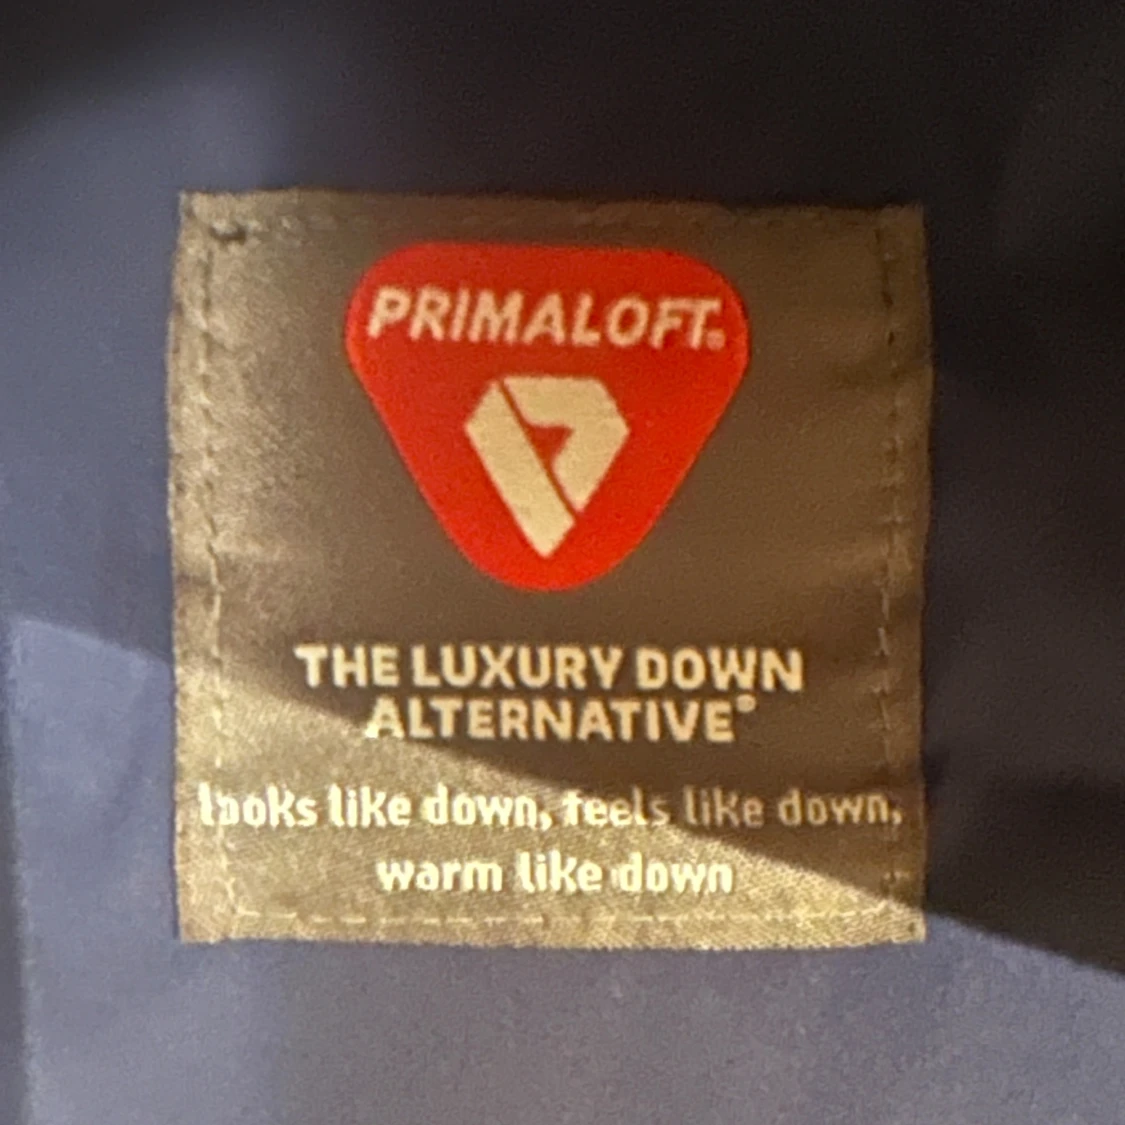 PRIMALOFT®
THE LUXURY DOWN
ALTERNATIVE®
looks like down, feels like down,
warm like down